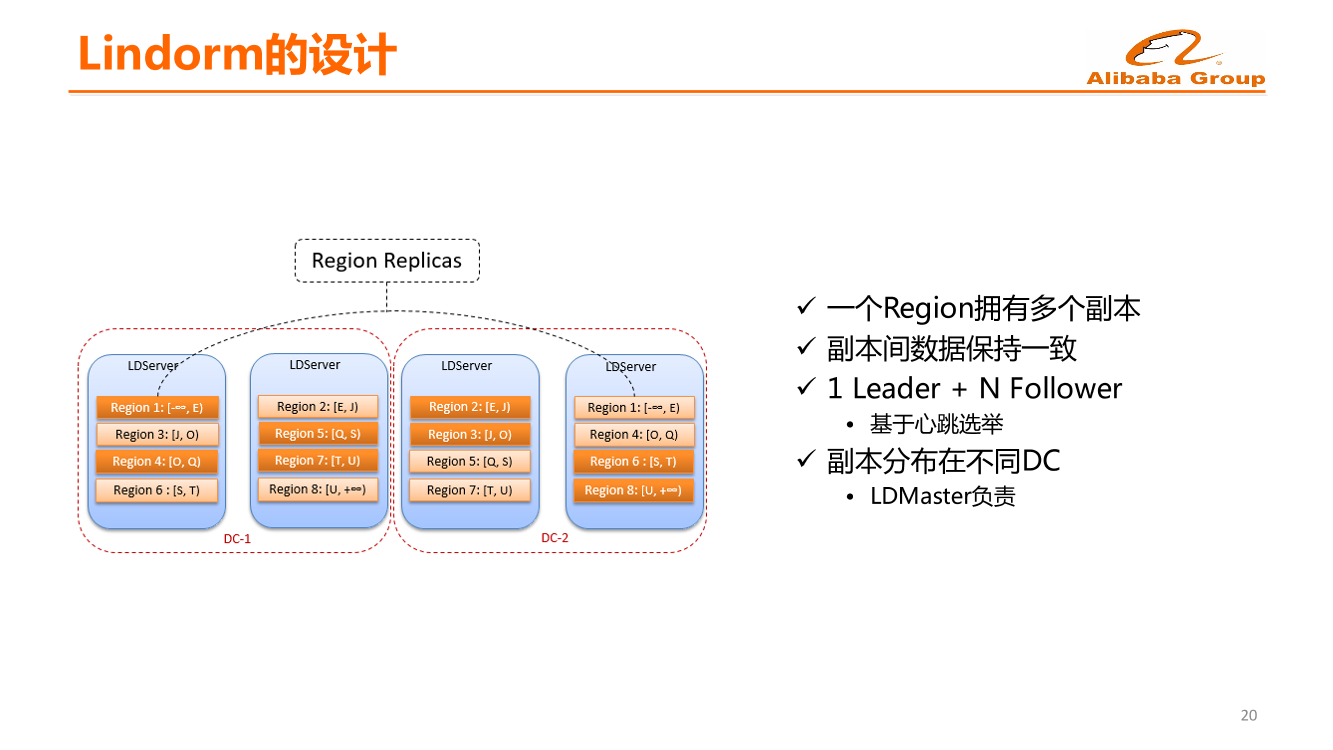 Lindorm的设计
Alibaba Group
Region Replicas
LDServer
Region 1: [-∞, E)
Region 3: [J, O)
Region 4: [O, Q)
Region 6 : [S, T)
LDServer
Region 2: [E, J)
Region 5: [Q, S)
Region 7: [T, U)
Region 8: [U, +∞)
DC-1
LDServer
Region 2: [E, J)
Region 3: [J, O)
Region 5: [Q, S)
Region 7: [T, U)
LDServer
Region 1: [-∞, E)
Region 4: [O, Q)
Region 6 : [S, T)
Region 8: [U, +∞)
DC-2
✓ 一个Region拥有多个副本
✓ 副本间数据保持一致
✓ 1 Leader + N Follower
• 基于心跳选举
✓ 副本分布在不同DC
• LDMaster负责
20